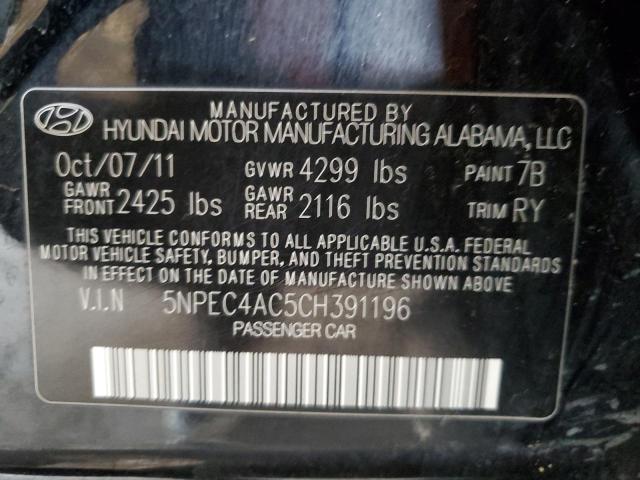 MANUFACTURED BY
HYUNDAI MOTOR MANUFACTURING ALABAMA, LLC
Oct/07/11 GVWR 4299 lbs PAINT 7B
GAWR FRONT 2425 lbs GAWR REAR 2116 lbs TRIM RY
THIS VEHICLE CONFORMS TO ALL APPLICABLE U.S.A. FEDERAL
MOTOR VEHICLE SAFETY, BUMPER, AND THEFT PREVENTION STANDARDS
IN EFFECT ON THE DATE OF MANUFACTURE SHOWN ABOVE
V.I.N 5NPEC4AC5CH391196
PASSENGER CAR